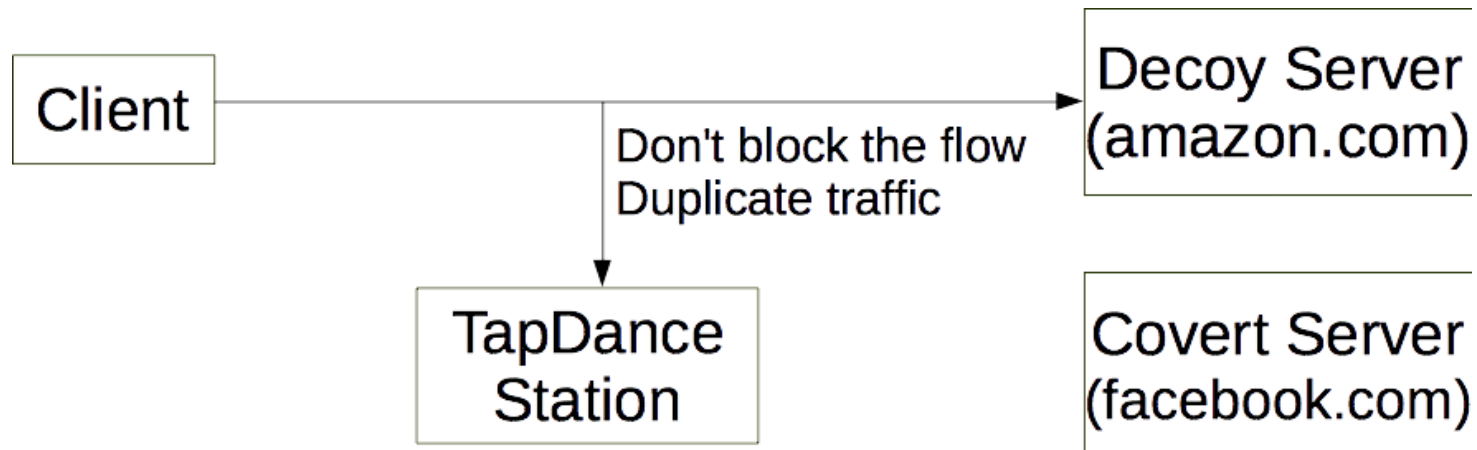 Client
Decoy Server
(amazon.com)
Don't block the flow
Duplicate traffic
TapDance
Station
Covert Server
(facebook.com)